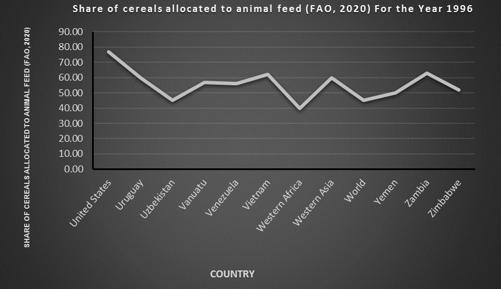 Share of cereals allocated to animal feed (FAO, 2020) For the Year 1996
SHARE OF CEREALS ALLOCATED TO ANIMAL FEED (FAO, 2020)
90.00
80.00
70.00
60.00
50.00
40.00
30.00
20.00
10.00
0.00
United States
Uruguay
Uzbekistan
Vanuatu
Venezuela
Vietnam
Western Africa
Western Asia
World
Yemen
Zambia
Zimbabwe
COUNTRY